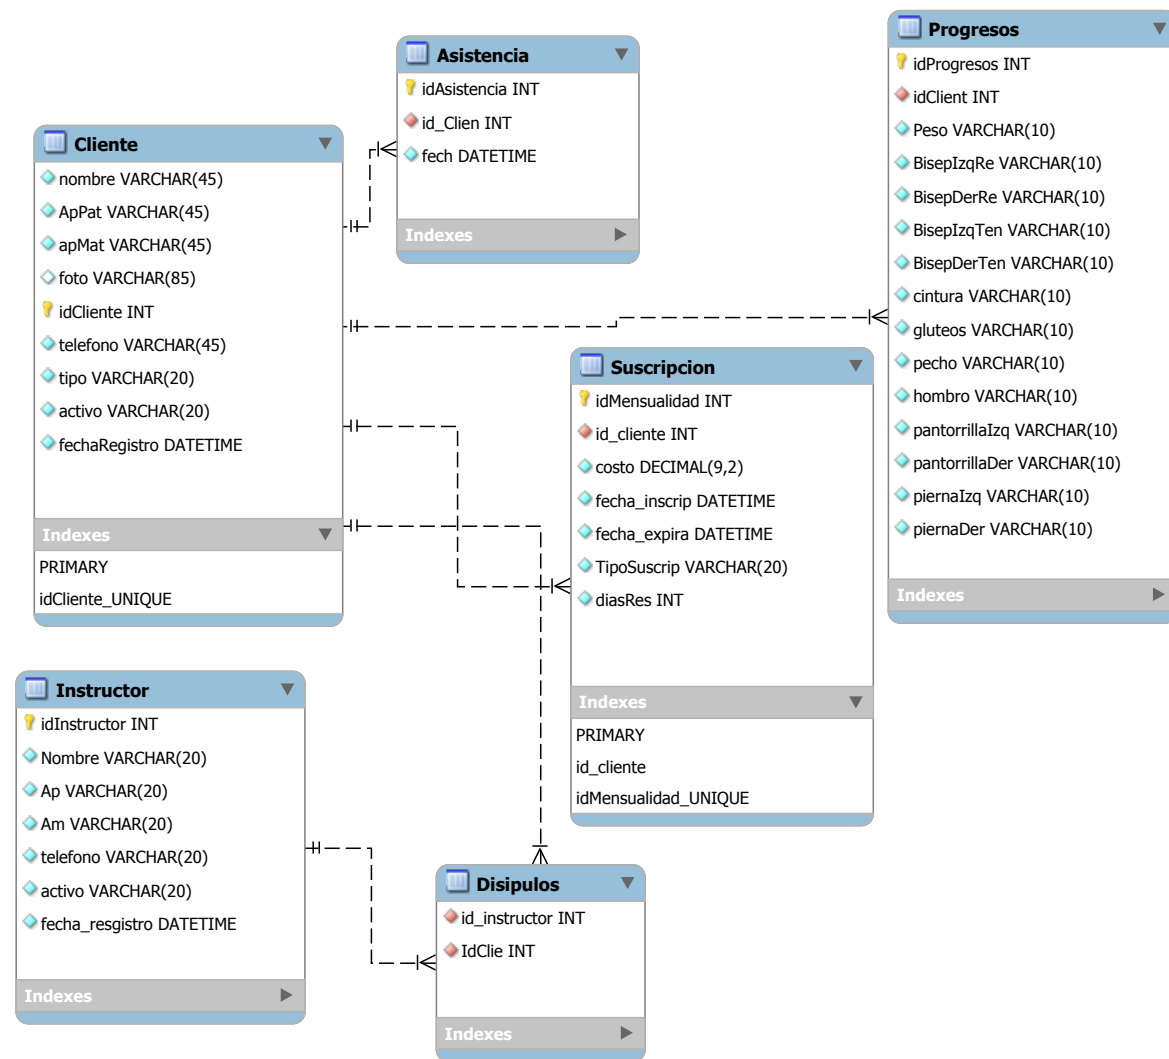 Cliente
nombre VARCHAR(45)
ApPat VARCHAR(45)
apMat VARCHAR(45)
foto VARCHAR(85)
idCliente INT
telefono VARCHAR(45)
tipo VARCHAR(20)
activo VARCHAR(20)
fechaRegistro DATETIME
Indexes
PRIMARY
idCliente_UNIQUE
Asistencia
idAsistencia INT
id_Clien INT
fech DATETIME
Indexes
Progresos
idProgresos INT
idClient INT
Peso VARCHAR(10)
BisepIzqRe VARCHAR(10)
BisepDerRe VARCHAR(10)
BisepIzqTen VARCHAR(10)
BisepDerTen VARCHAR(10)
cintura VARCHAR(10)
gluteos VARCHAR(10)
pecho VARCHAR(10)
hombro VARCHAR(10)
pantorrillaIzq VARCHAR(10)
pantorrillaDer VARCHAR(10)
piernaIzq VARCHAR(10)
piernaDer VARCHAR(10)
Indexes
Suscripcion
idMensualidad INT
id_cliente INT
costo DECIMAL(9,2)
fecha_inscrip DATETIME
fecha_expira DATETIME
TipoSuscrip VARCHAR(20)
diasRes INT
Indexes
PRIMARY
id_cliente
idMensualidad_UNIQUE
Instructor
idInstructor INT
Nombre VARCHAR(20)
Ap VARCHAR(20)
Am VARCHAR(20)
telefono VARCHAR(20)
activo VARCHAR(20)
fecha_resgistro DATETIME
Indexes
Disipulos
id_instructor INT
IdClie INT
Indexes